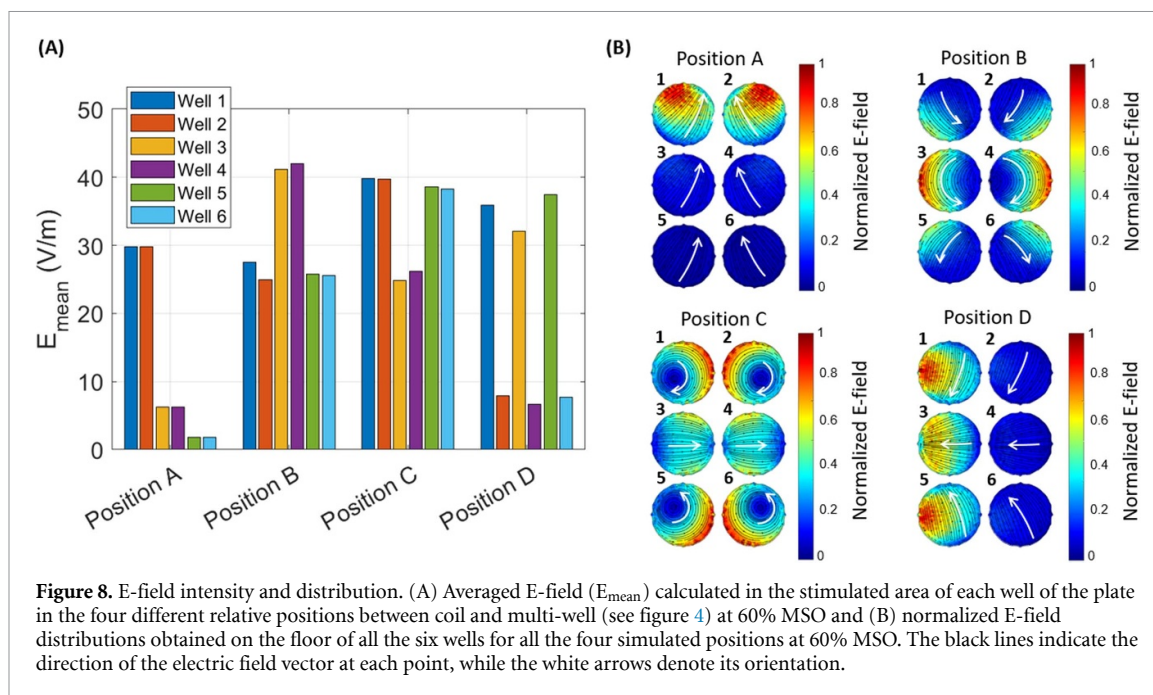 (A)
50
40
30
20
10
0
E_mean (V/m)
Well 1
Well 2
Well 3
Well 4
Well 5
Well 6
Position A
Position B
Position C
Position D
(B)
Position A
1 2
3 4
5 6
1
0.8
0.6
0.4
0.2
0
Normalized E-field
Position B
1 2
3 4
5 6
1
0.8
0.6
0.4
0.2
0
Normalized E-field
Position C
1 2
3 4
5 6
1
0.8
0.6
0.4
0.2
0
Normalized E-field
Position D
1 2
3 4
5 6
1
0.8
0.6
0.4
0.2
0
Normalized E-field
Figure 8. E-field intensity and distribution. (A) Averaged E-field (E_mean) calculated in the stimulated area of each well of the plate
in the four different relative positions between coil and multi-well (see figure 4) at 60% MSO and (B) normalized E-field
distributions obtained on the floor of all the six wells for all the four simulated positions at 60% MSO. The black lines indicate the
direction of the electric field vector at each point, while the white arrows denote its orientation.